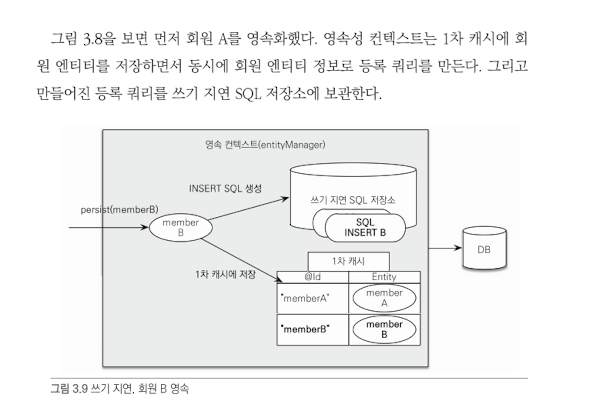 그림 3.8을 보면 먼저 회원 A를 영속화했다. 영속성 컨텍스트는 1차 캐시에 회
원 엔티티를 저장하면서 동시에 회원 엔티티 정보로 등록 쿼리를 만든다. 그리고
만들어진 등록 쿼리를 쓰기 지연 SQL 저장소에 보관한다.
영속 컨텍스트(entityManager)
INSERT SQL 생성
쓰기 지연 SQL 저장소
persist(memberB)
member
B
SQL
INSERT B
DB
1차 캐시
1차 캐시에 저장
@Id
Entity
"memberA"
member
A
"memberB"
member
B
그림 3.9 쓰기 지연, 회원 B 영속